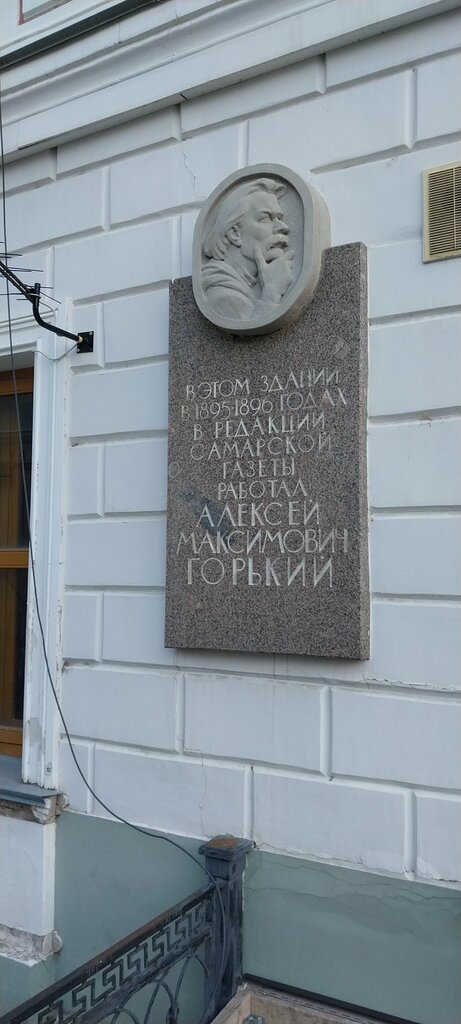 В ЭТОМ ЗДАНИИ
В 1895-1896 ГОДАХ
В РЕДАКЦИИ
САМАРСКОЙ
ГАЗЕТЫ
РАБОТАЛ
АЛЕКСЕЙ
МАКСИМОВИЧ
ГОРЬКИЙ